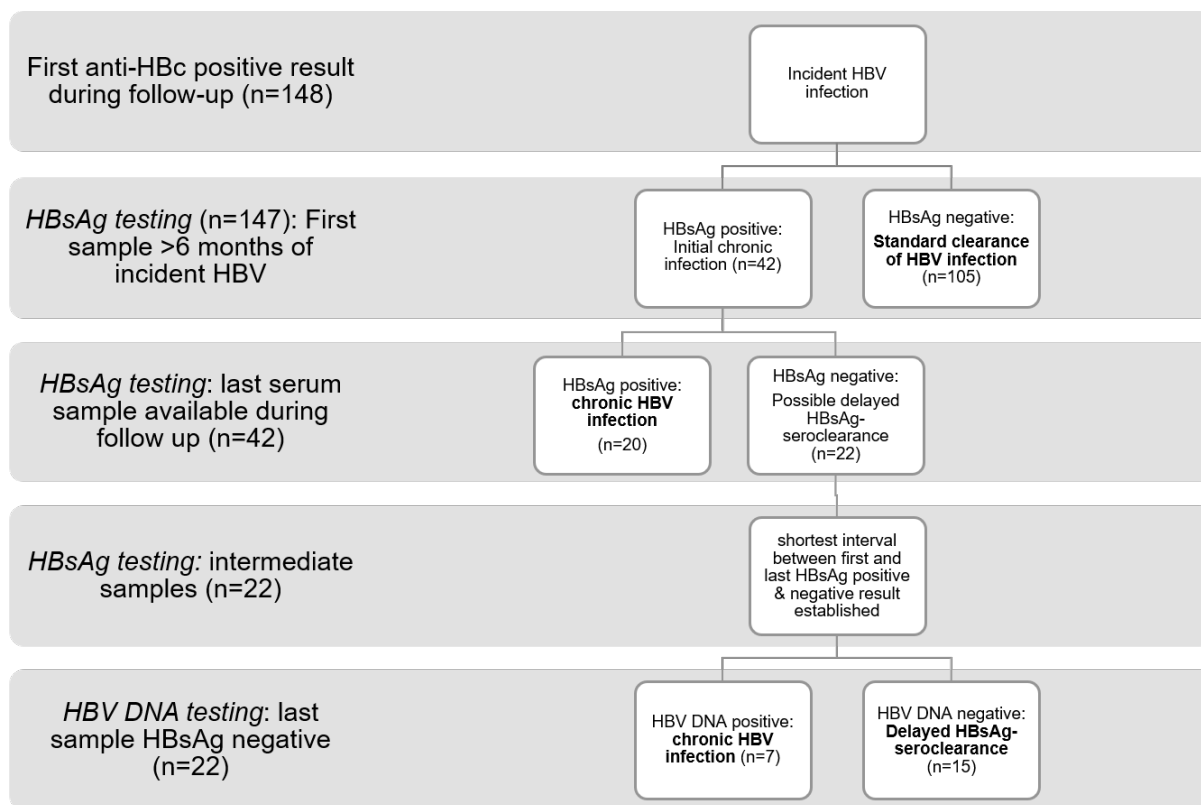 First anti-HBc positive result
during follow-up (n=148)
Incident HBV
infection
HBsAg testing (n=147): First
sample >6 months of
incident HBV
HBsAg positive:
Initial chronic
infection (n=42)
HBsAg negative:
Standard clearance
of HBV infection
(n=105)
HBsAg testing: last serum
sample available during
follow up (n=42)
HBsAg positive:
chronic HBV
infection
(n=20)
HBsAg negative:
Possible delayed
HBsAg-
seroclearance
(n=22)
HBsAg testing: intermediate
samples (n=22)
shortest interval
between first and
last HBsAg positive
& negative result
established
HBV DNA testing: last
sample HBsAg negative
(n=22)
HBV DNA positive:
chronic HBV
infection (n=7)
HBV DNA negative:
Delayed HBsAg-
seroclearance
(n=15)